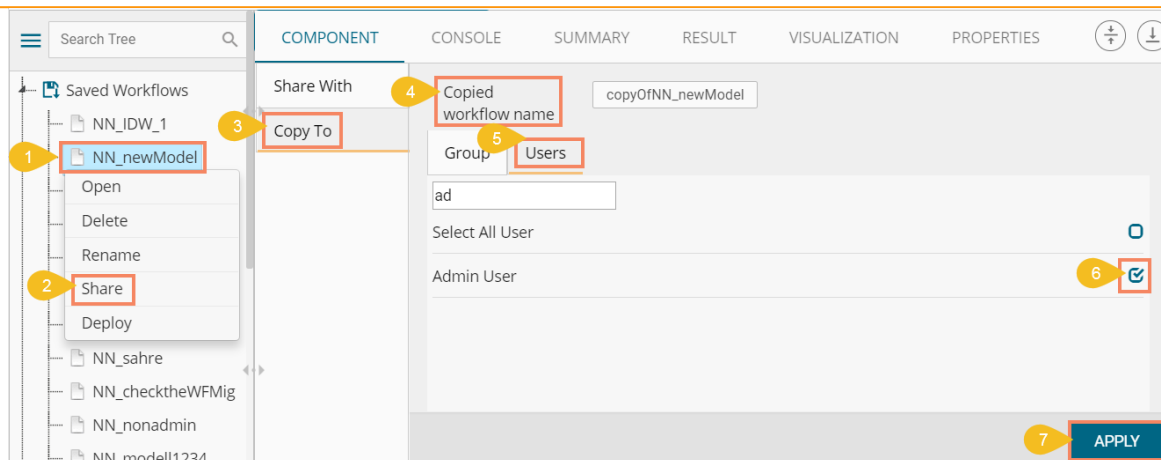 Search Tree
COMPONENT CONSOLE SUMMARY RESULT VISUALIZATION PROPERTIES
Saved Workflows
NN_IDW_1
1 NN_newModel
Open
Delete
Rename
2 Share
Deploy
NN_sahre
NN_checktheWFMig
NN_nonadmin
NN_modell1234
Share With
3 Copy To
4 Copied
workflow name
copyOfNN_newModel
5
Group Users
ad
Select All User
Admin User 6
7 APPLY